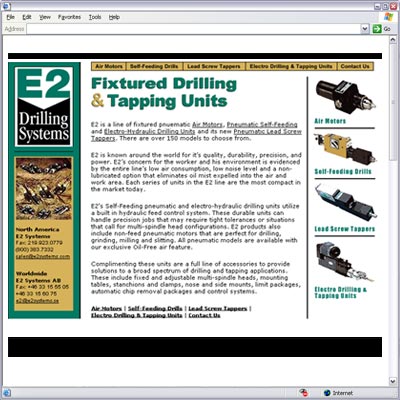 File Edit View Favorites Tools Help
Address
Go
Air Motors | Self-Feeding Drills | Lead Screw Tappers | Electro Drilling & Tapping Units | Contact Us
E2
Drilling
Systems
Fixtured Drilling
& Tapping Units
E2 is a line of fixtured pnuematic Air Motors, Pneumatic Self-Feeding
and Electro-Hydraulic Drilling Units and its new Pneumatic Lead Screw
Tappers. There are over 150 models to choose from.
E2 is known around the world for it's quality, durability, precision, and
power. E2's concern for the worker and his environment is evidenced
by the entire line's low air consumption, low noise level and a non-
lubricated option that eliminates oil mist expelled into the air and
work area. Each series of units in the E2 line are the most compact in
the market today.
E2's Self-Feeding pneumatic and electro-hydraulic drilling units utilize
a built in hydraulic feed control system. These durable units can
handle precision jobs that may require tight tolerances or situations
that call for multi-spindle head configurations. E2 products also
include non-feed pneumatic motors that are perfect for drilling,
grinding, milling and slitting. All pneumatic models are available with
our exclusive Oil-Free air feature.
Complimenting these units are a full line of accessories to provide
solutions to a broad spectrum of drilling and tapping applications.
These include fixed and adjustable multi-spindle heads, mounting
tables, stanchions and clamps, nose and side mounts, limit packages,
automatic chip removal packages and control systems.
Air Motors | Self-Feeding Drills | Lead Screw Tappers |
Electro Drilling & Tapping Units | Contact Us
North America
E2 Systems
Fax: 219.923.0779
(800).383.7332
sales@e2systems.com
Worldwide
E2 Systems AB
Fax: +46 33 15 55 05
+46 33 15 60 75
e2@e2systems.se
Air Motors
Self-Feeding Drills
Lead Screw Tappers
Electro Drilling &
Tapping Units
Internet